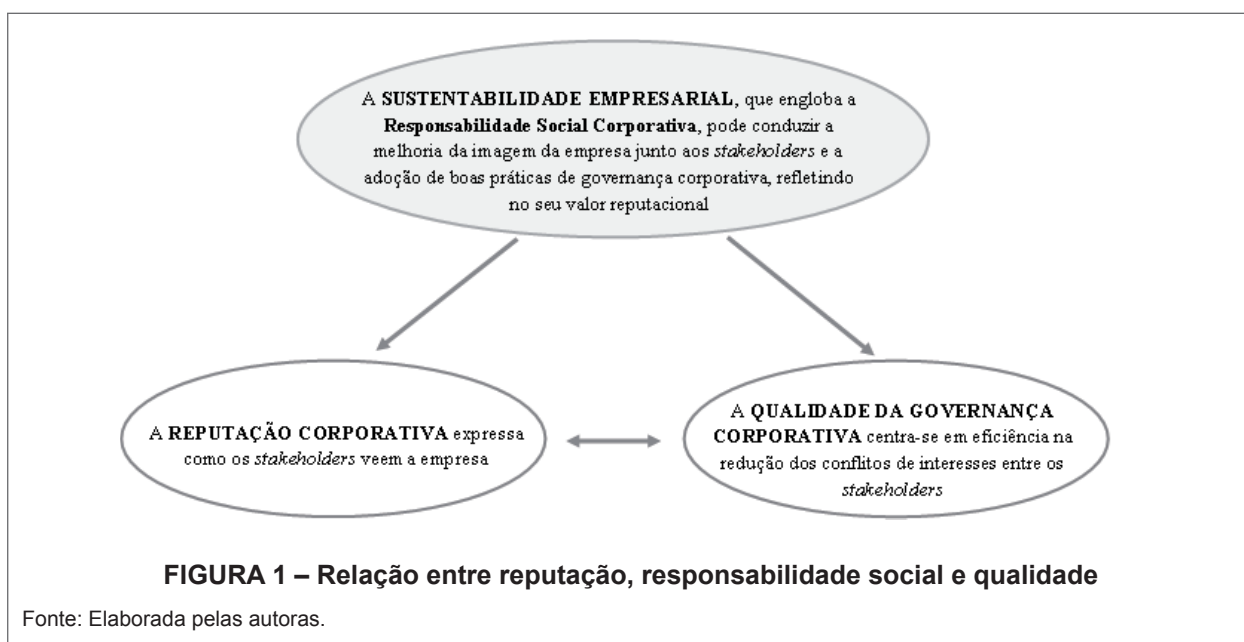 A SUSTENTABILIDADE EMPRESARIAL, que engloba a
Responsabilidade Social Corporativa, pode conduzir a
melhoria da imagem da empresa junto aos stakeholders e a
adoção de boas práticas de governança corporativa, refletindo
no seu valor reputacional
A REPUTAÇÃO CORPORATIVA expressa
como os stakeholders veem a empresa
A QUALIDADE DA GOVERNANÇA
CORPORATIVA centra-se em eficiência na
redução dos conflitos de interesses entre os
stakeholders
FIGURA 1 – Relação entre reputação, responsabilidade social e qualidade
Fonte: Elaborada pelas autoras.